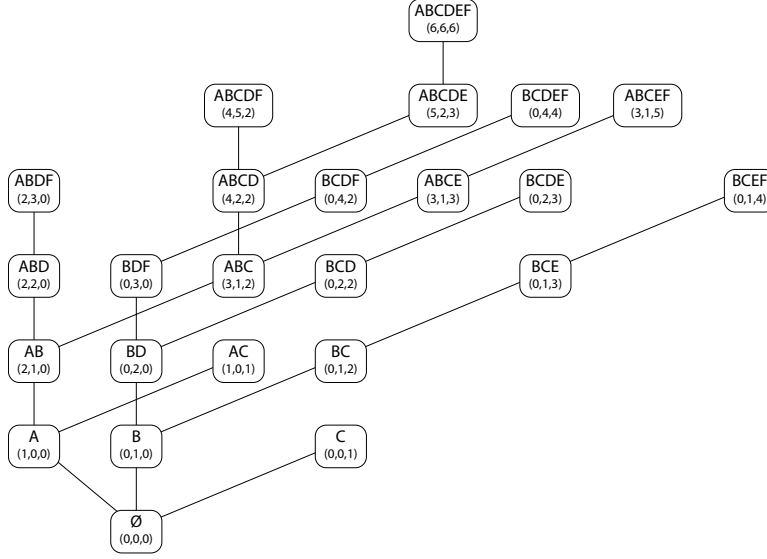 ABCDEF
(6,6,6)
ABCDF
(4,5,2)
ABCDE
(5,2,3)
BCDEF
(0,4,4)
ABCEF
(3,1,5)
ABDF
(2,3,0)
ABCD
(4,2,2)
BCDF
(0,4,2)
ABCE
(3,1,3)
BCDE
(0,2,3)
BCEF
(0,1,4)
ABD
(2,2,0)
BDF
(0,3,0)
ABC
(3,1,2)
BCD
(0,2,2)
BCE
(0,1,3)
AB
(2,1,0)
BD
(0,2,0)
AC
(1,0,1)
BC
(0,1,2)
A
(1,0,0)
B
(0,1,0)
C
(0,0,1)
Ø
(0,0,0)